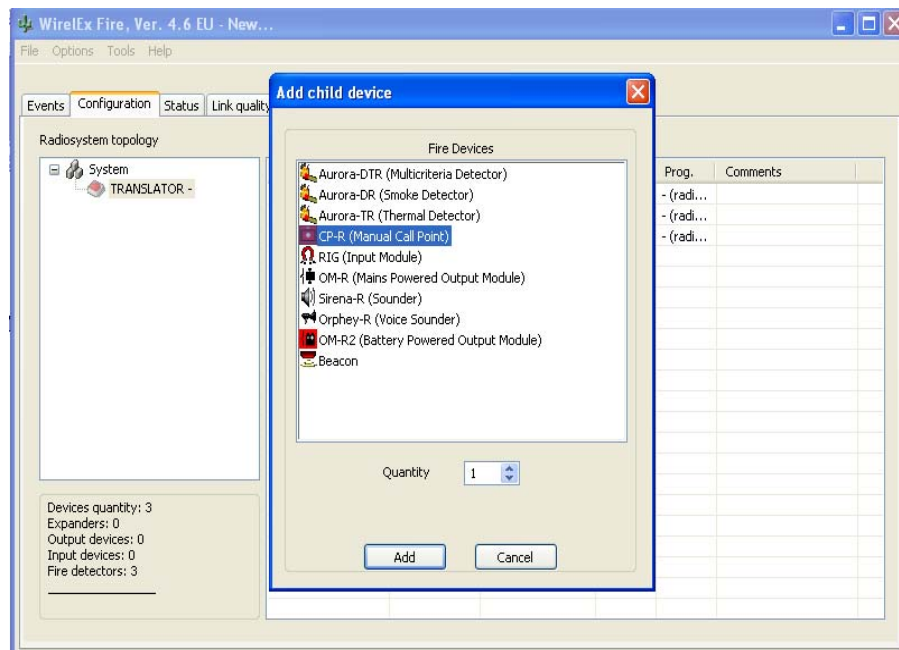 WirelEx Fire, Ver. 4.6 EU - New...
File Options Tools Help
Events Configuration Status Link quality
Radiosystem topology
System
TRANSLATOR -
Add child device
Fire Devices
Aurora-DTR (Multicriteria Detector)
Aurora-DR (Smoke Detector)
Aurora-TR (Thermal Detector)
CP-R (Manual Call Point)
RIG (Input Module)
OM-R (Mains Powered Output Module)
Sirena-R (Sounder)
Orphey-R (Voice Sounder)
OM-R2 (Battery Powered Output Module)
Beacon
Quantity 1
Add Cancel
Prog. Comments
- (radi...
- (radi...
- (radi...
Devices quantity: 3
Expanders: 0
Output devices: 0
Input devices: 0
Fire detectors: 3